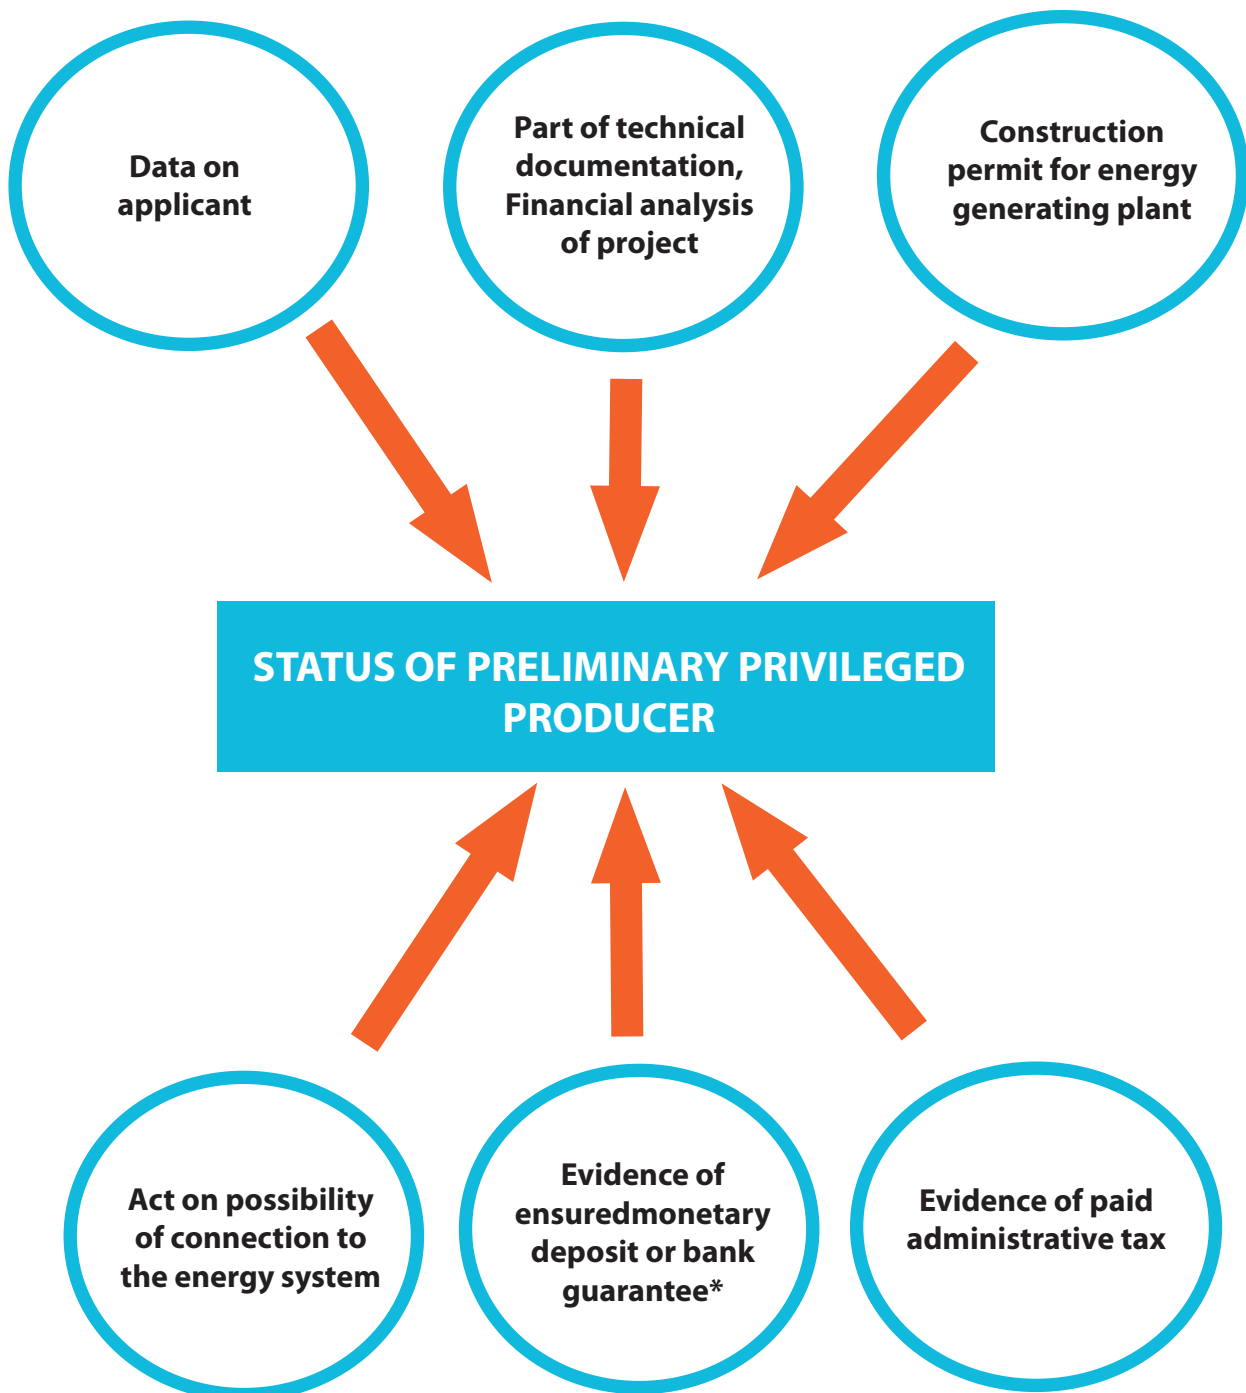 Data on
applicant
Part of technical
documentation,
Financial analysis
of project
Construction
permit for energy
generating plant
STATUS OF PRELIMINARY PRIVILEGED
PRODUCER
Act on possibility
of connection to
the energy system
Evidence of
ensuredmonetary
deposit or bank
guarantee*
Evidence of paid
administrative tax